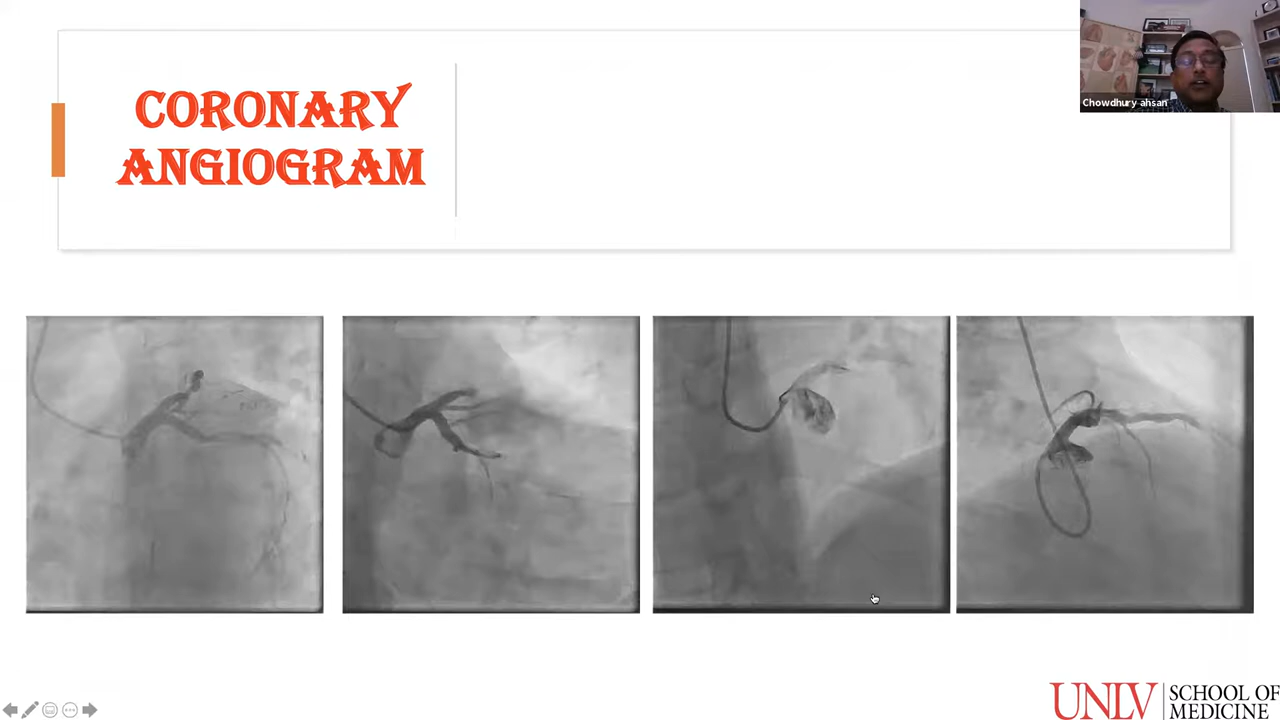 CORONARY
ANGIOGRAM
Chowdhury ahsan
UNLV SCHOOL OF
MEDICINE